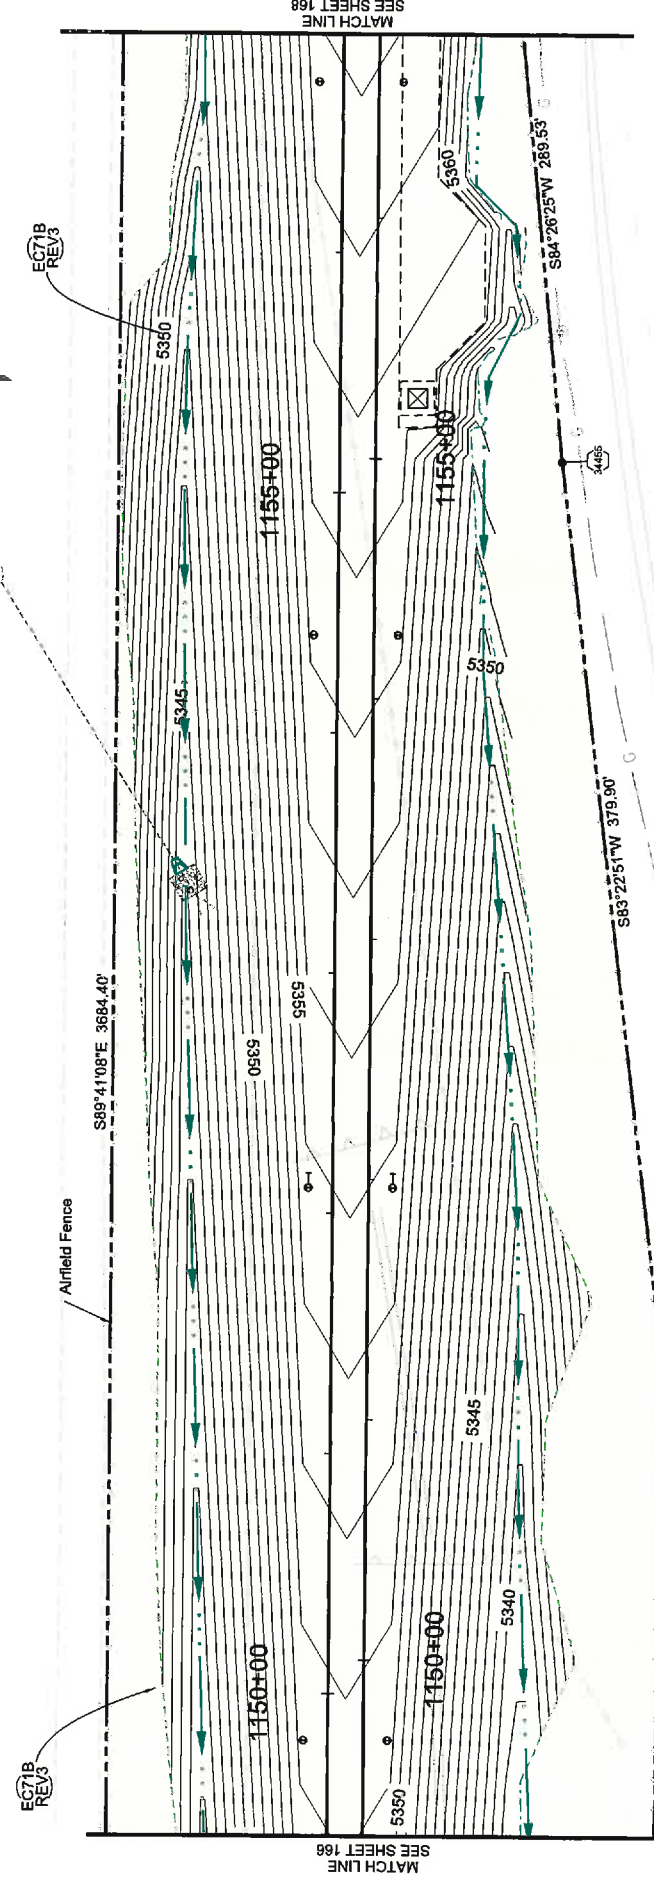 MATCH LINE
SEE SHEET 168
EC71B
REV3
5360
S84°26'25"W 289.53'
G
5350
1155+00
1155+00
34455
G
5345
5350
G
S83°22'51"W 379.90'
S89°41'08"E 3684.40'
5355
5350
Airfield Fence
5345
5340
1150+00
1150+00
EC71B
REV3
5350
MATCH LINE
SEE SHEET 166